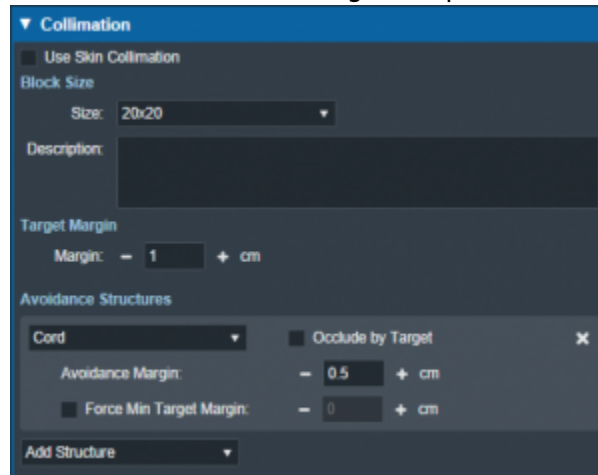 ▼ Collimation
Use Skin Collimation
Block Size
Size: 20x20
Description:
Target Margin
Margin: − 1 + cm
Avoidance Structures
Cord Occlude by Target ×
Avoidance Margin: − 0.5 + cm
Force Min Target Margin: − 0 + cm
Add Structure